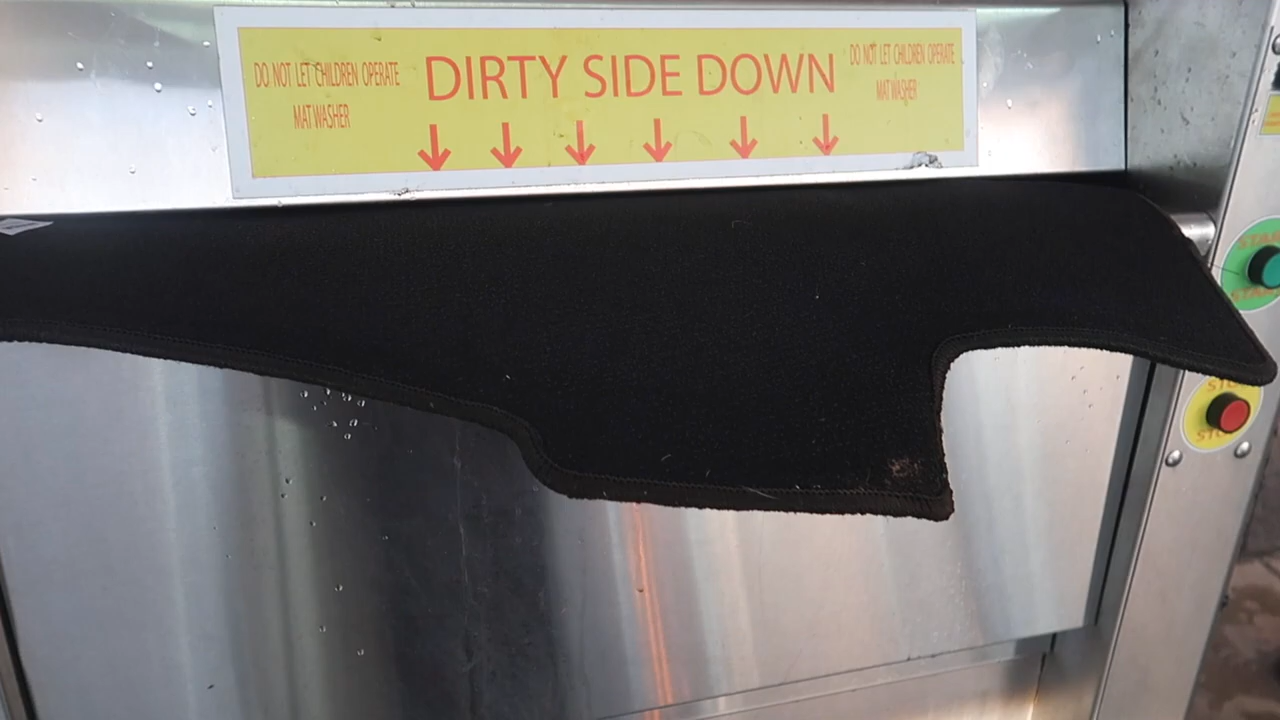 DO NOT LET CHILDREN OPERATE
MAT WASHER
DIRTY SIDE DOWN
DO NOT LET CHILDREN OPERATE
MAT WASHER